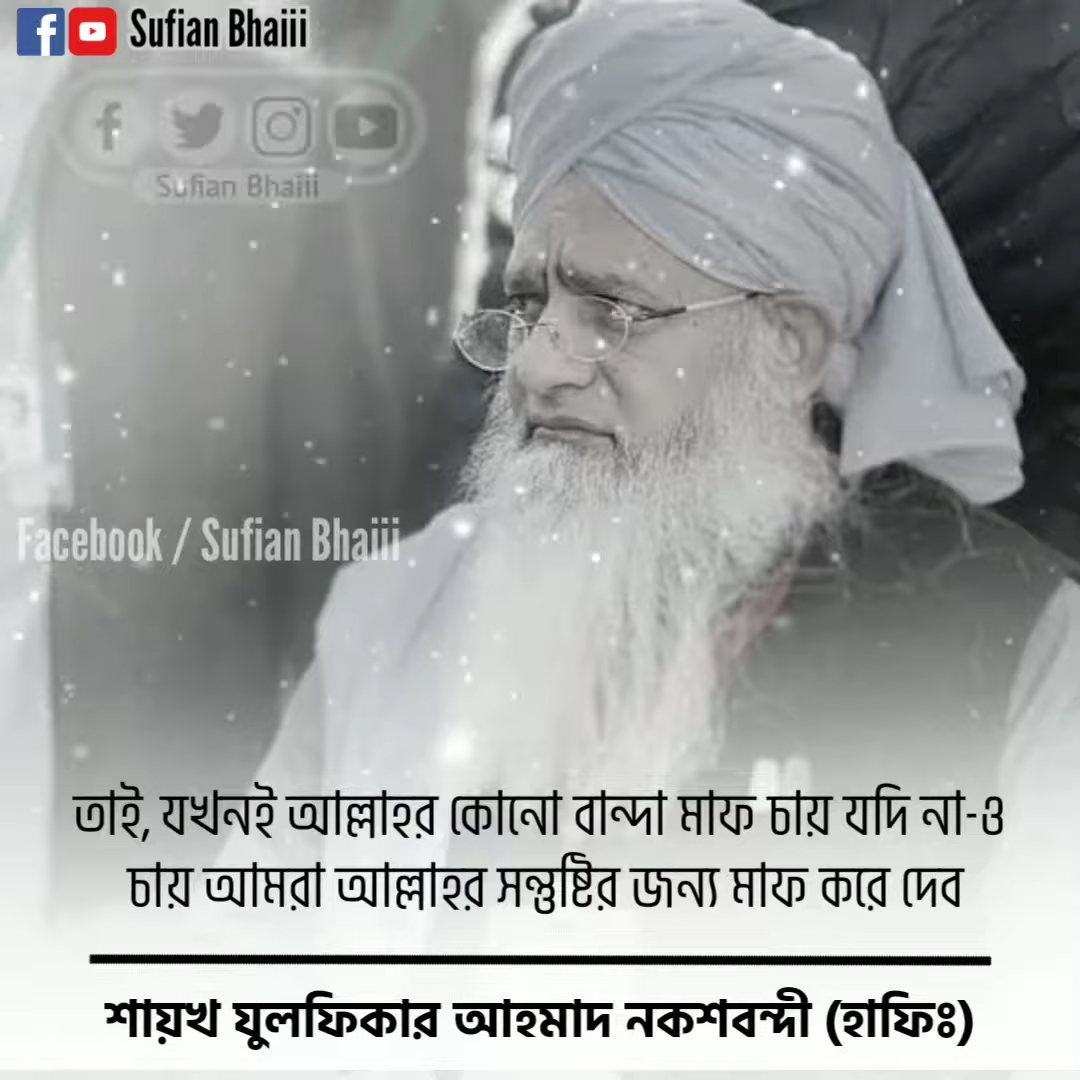 Sufian Bhaiii
Sufian Bhaiii
Facebook / Sufian Bhaiii
তাই, যখনই আল্লাহর কোনো বান্দা মাফ চায় যদি না-ও
চায় আমরা আল্লাহর সন্তুষ্টির জন্য মাফ করে দেব
শায়খ যুলফিকার আহমাদ নকশবন্দী (হাফিঃ)